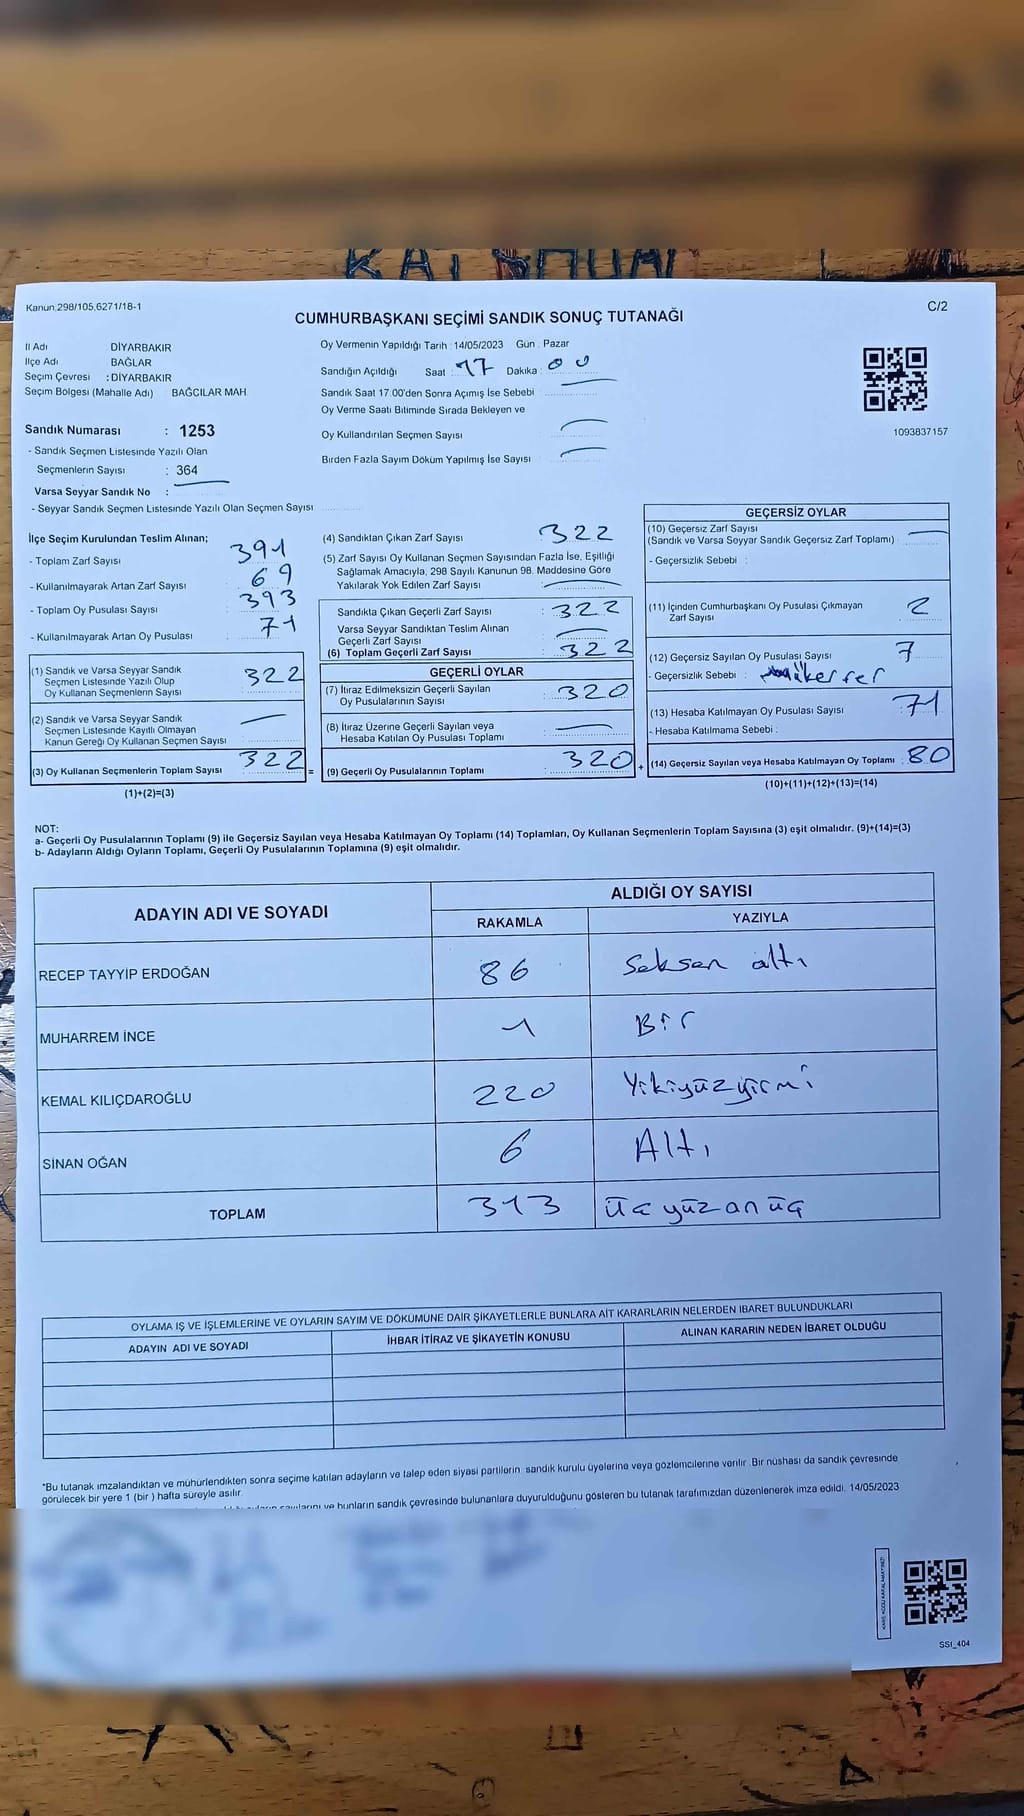 KAT
Kanun.298/105,6271/18-1
C/2
CUMHURBAŞKANI SEÇİMİ SANDIK SONUÇ TUTANAĞI
İl Adı DİYARBAKIR
İlçe Adı BAĞLAR
Seçim Çevresi : DİYARBAKIR
Seçim Bölgesi (Mahalle Adı) BAĞCILAR MAH
Sandık Numarası : 1253
- Sandık Seçmen Listesinde Yazılı Olan
Seçmenlerin Sayısı : 364
Varsa Seyyar Sandık No :
- Seyyar Sandık Seçmen Listesinde Yazılı Olan Seçmen Sayısı
Oy Vermenin Yapıldığı Tarih : 14/05/2023 Gün : Pazar
Sandığın Açıldığı Saat : 17 Dakika : 00
Sandık Saat 17.00'den Sonra Açımış İse Sebebi
Oy Verme Saati Bitiminde Sırada Bekleyen ve
Oy Kullandırılan Seçmen Sayısı :
Birden Fazla Sayım Döküm Yapılmış İse Sayısı :
1093837157
İlçe Seçim Kurulundan Teslim Alınan;
- Toplam Zarf Sayısı : 391
- Kullanılmayarak Artan Zarf Sayısı : 69
- Toplam Oy Pusulası Sayısı : 393
- Kullanılmayarak Artan Oy Pusulası : 71
(1) Sandık ve Varsa Seyyar Sandık
Seçmen Listesinde Yazılı Olup
Oy Kullanan Seçmenlerin Sayısı : 322
(2) Sandık ve Varsa Seyyar Sandık
Seçmen Listesinde Kayıtlı Olmayan
Kanun Gereği Oy Kullanan Seçmen Sayısı :
(3) Oy Kullanan Seçmenlerin Toplam Sayısı : 322 =
(1)+(2)=(3)
(4) Sandıktan Çıkan Zarf Sayısı : 322
(5) Zarf Sayısı Oy Kullanan Seçmen Sayısından Fazla İse, Eşitliği
Sağlamak Amacıyla, 298 Sayılı Kanunun 98. Maddesine Göre
Yakılarak Yok Edilen Zarf Sayısı :
Sandıkta Çıkan Geçerli Zarf Sayısı : 322
Varsa Seyyar Sandıktan Teslim Alınan
Geçerli Zarf Sayısı :
(6) Toplam Geçerli Zarf Sayısı : 322
GEÇERLİ OYLAR
(7) İtiraz Edilmeksizin Geçerli Sayılan
Oy Pusulalarının Sayısı : 320
(8) İtiraz Üzerine Geçerli Sayılan veya
Hesaba Katılan Oy Pusulası Toplamı :
(9) Geçerli Oy Pusulalarının Toplamı : 320 +
GEÇERSİZ OYLAR
(10) Geçersiz Zarf Sayısı
(Sandık ve Varsa Seyyar Sandık Geçersiz Zarf Toplamı) :
- Geçersizlik Sebebi :
(11) İçinden Cumhurbaşkanı Oy Pusulası Çıkmayan
Zarf Sayısı : 2
(12) Geçersiz Sayılan Oy Pusulası Sayısı : 7
- Geçersizlik Sebebi :
(13) Hesaba Katılmayan Oy Pusulası Sayısı : 71
- Hesaba Katılmama Sebebi :
(14) Geçersiz Sayılan veya Hesaba Katılmayan Oy Toplamı : 80
(10)+(11)+(12)+(13)=(14)
NOT:
a- Geçerli Oy Pusulalarının Toplamı (9) ile Geçersiz Sayılan veya Hesaba Katılmayan Oy Toplamı (14) Toplamları, Oy Kullanan Seçmenlerin Toplam Sayısına (3) eşit olmalıdır. (9)+(14)=(3)
b- Adayların Aldığı Oyların Toplamı, Geçerli Oy Pusulalarının Toplamına (9) eşit olmalıdır.
ADAYIN ADI VE SOYADI
ALDIĞI OY SAYISI
RAKAMLA YAZIYLA
RECEP TAYYİP ERDOĞAN 86 Seksen altı
MUHARREM İNCE 1 Bir
KEMAL KILIÇDAROĞLU 220 Yikiyüzyirmi
SİNAN OĞAN 6 Altı
TOPLAM 313 üçyüzonüç
OYLAMA İŞ VE İŞLEMLERİNE VE OYLARIN SAYIM VE DÖKÜMÜNE DAİR ŞİKAYETLERLE BUNLARA AİT KARARLARIN NELERDEN İBARET BULUNDUKLARI
ADAYIN ADI VE SOYADI İHBAR İTİRAZ VE ŞİKAYETİN KONUSU ALINAN KARARIN NEDEN İBARET OLDUĞU
*Bu tutanak imzalandıktan ve mühürlendikten sonra seçime katılan adayların ve talep eden siyasi partilerin sandık kurulu üyelerine veya gözlemcilerine verilir. Bir nüshası da sandık çevresinde
görülecek bir yere 1 (bir ) hafta süreyle asılır.
ve bunların sandık çevresinde bulunanlara duyurulduğunu gösteren bu tutanak tarafımızdan düzenlenerek imza edildi. 14/05/2023
SSI_404